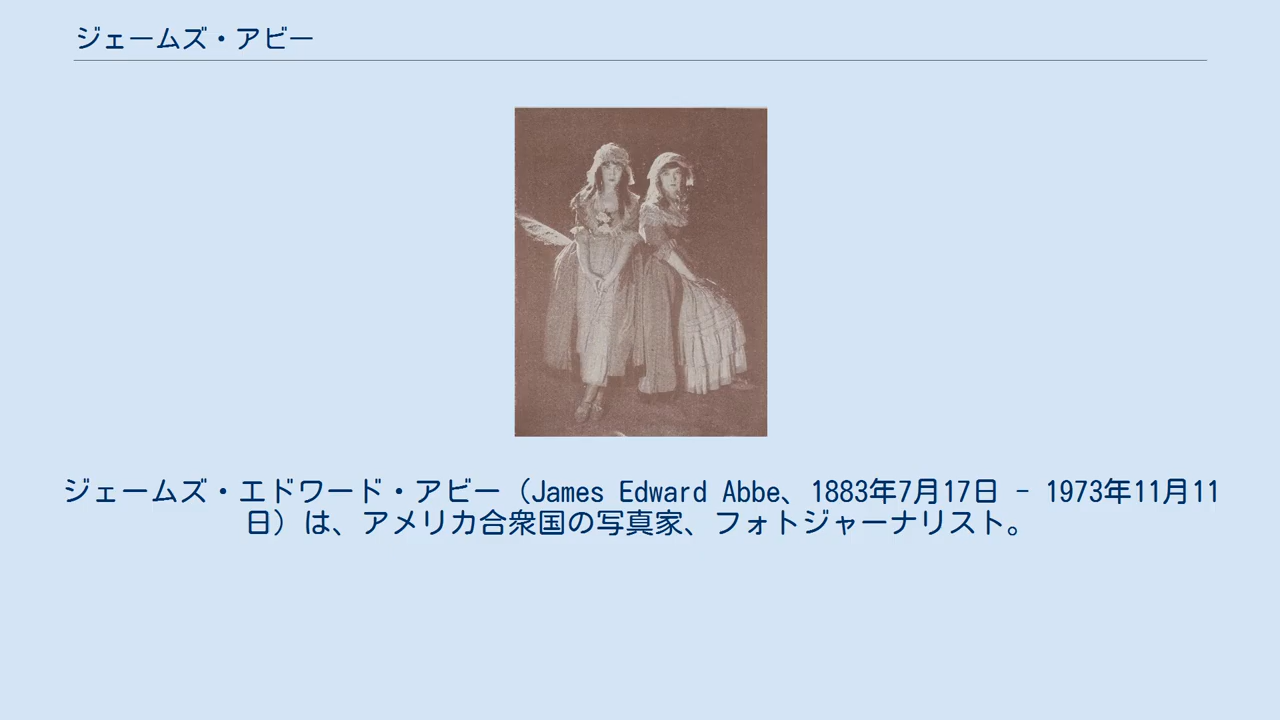 ジェームズ・アビー
ジェームズ・エドワード・アビー（James Edward Abbe、1883年7月17日 - 1973年11月11
日）は、アメリカ合衆国の写真家、フォトジャーナリスト。